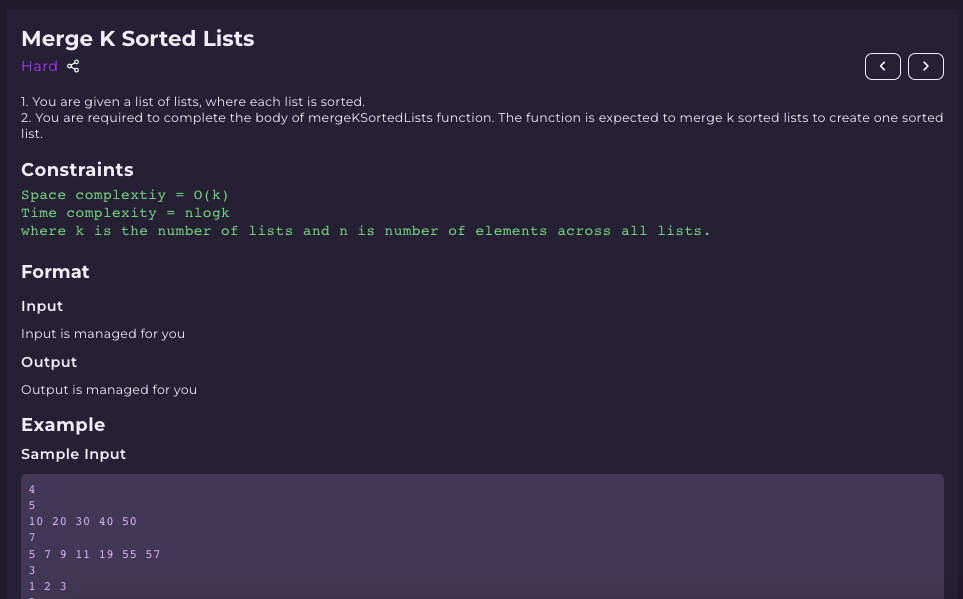 Merge K Sorted Lists
Hard
1. You are given a list of lists, where each list is sorted.
2. You are required to complete the body of mergeKSortedLists function. The function is expected to merge k sorted lists to create one sorted
list.
Constraints
Space complextiy = O(k)
Time complexity = nlogk
where k is the number of lists and n is number of elements across all lists.
Format
Input
Input is managed for you
Output
Output is managed for you
Example
Sample Input
4
5
10 20 30 40 50
7
5 7 9 11 19 55 57
3
1 2 3